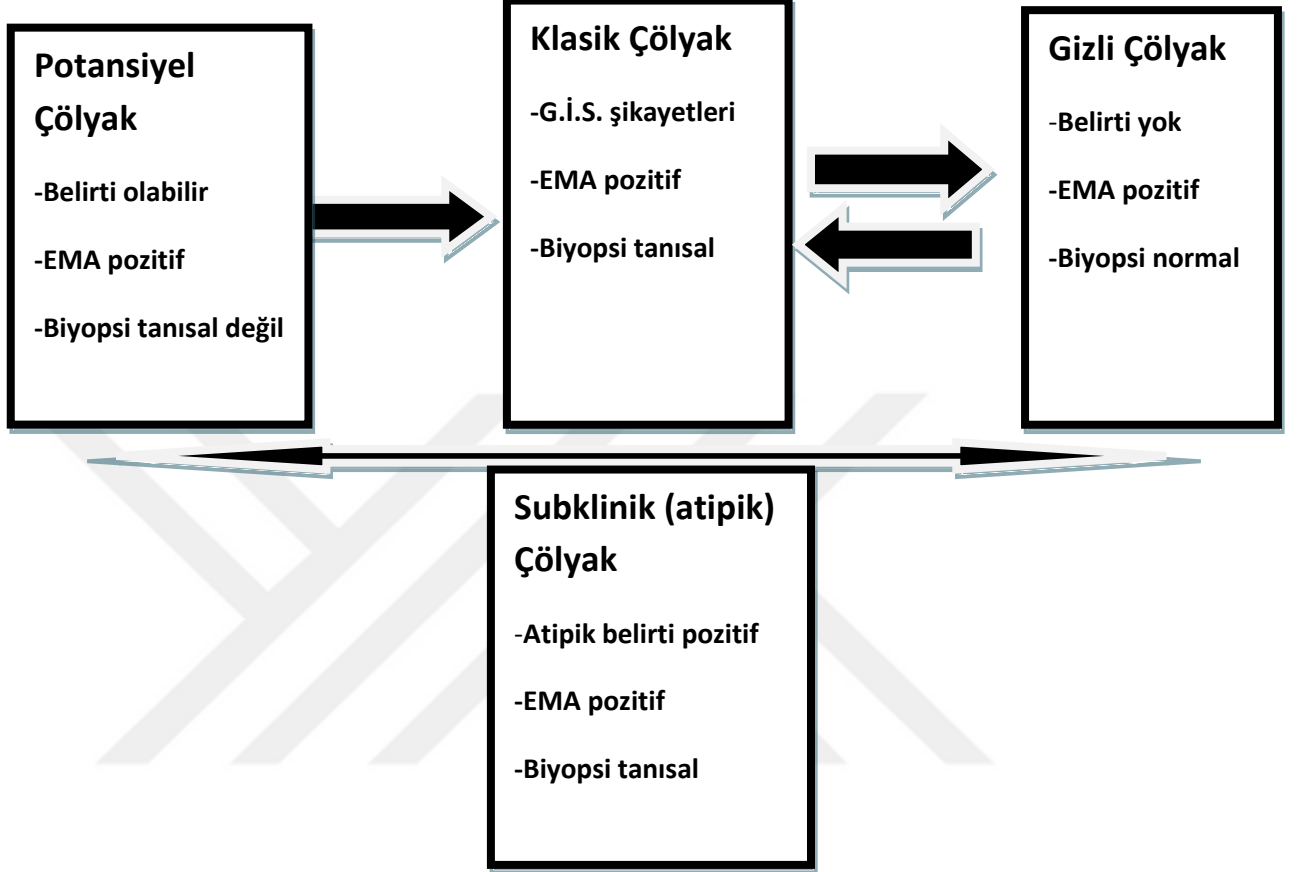 Potansiyel
Çölyak
-Belirti olabilir
-EMA pozitif
-Biyopsi tanısal değil
Klasik Çölyak
-G.İ.S. şikayetleri
-EMA pozitif
-Biyopsi tanısal
Gizli Çölyak
-Belirti yok
-EMA pozitif
-Biyopsi normal
Subklinik (atipik)
Çölyak
-Atipik belirti pozitif
-EMA pozitif
-Biyopsi tanısal